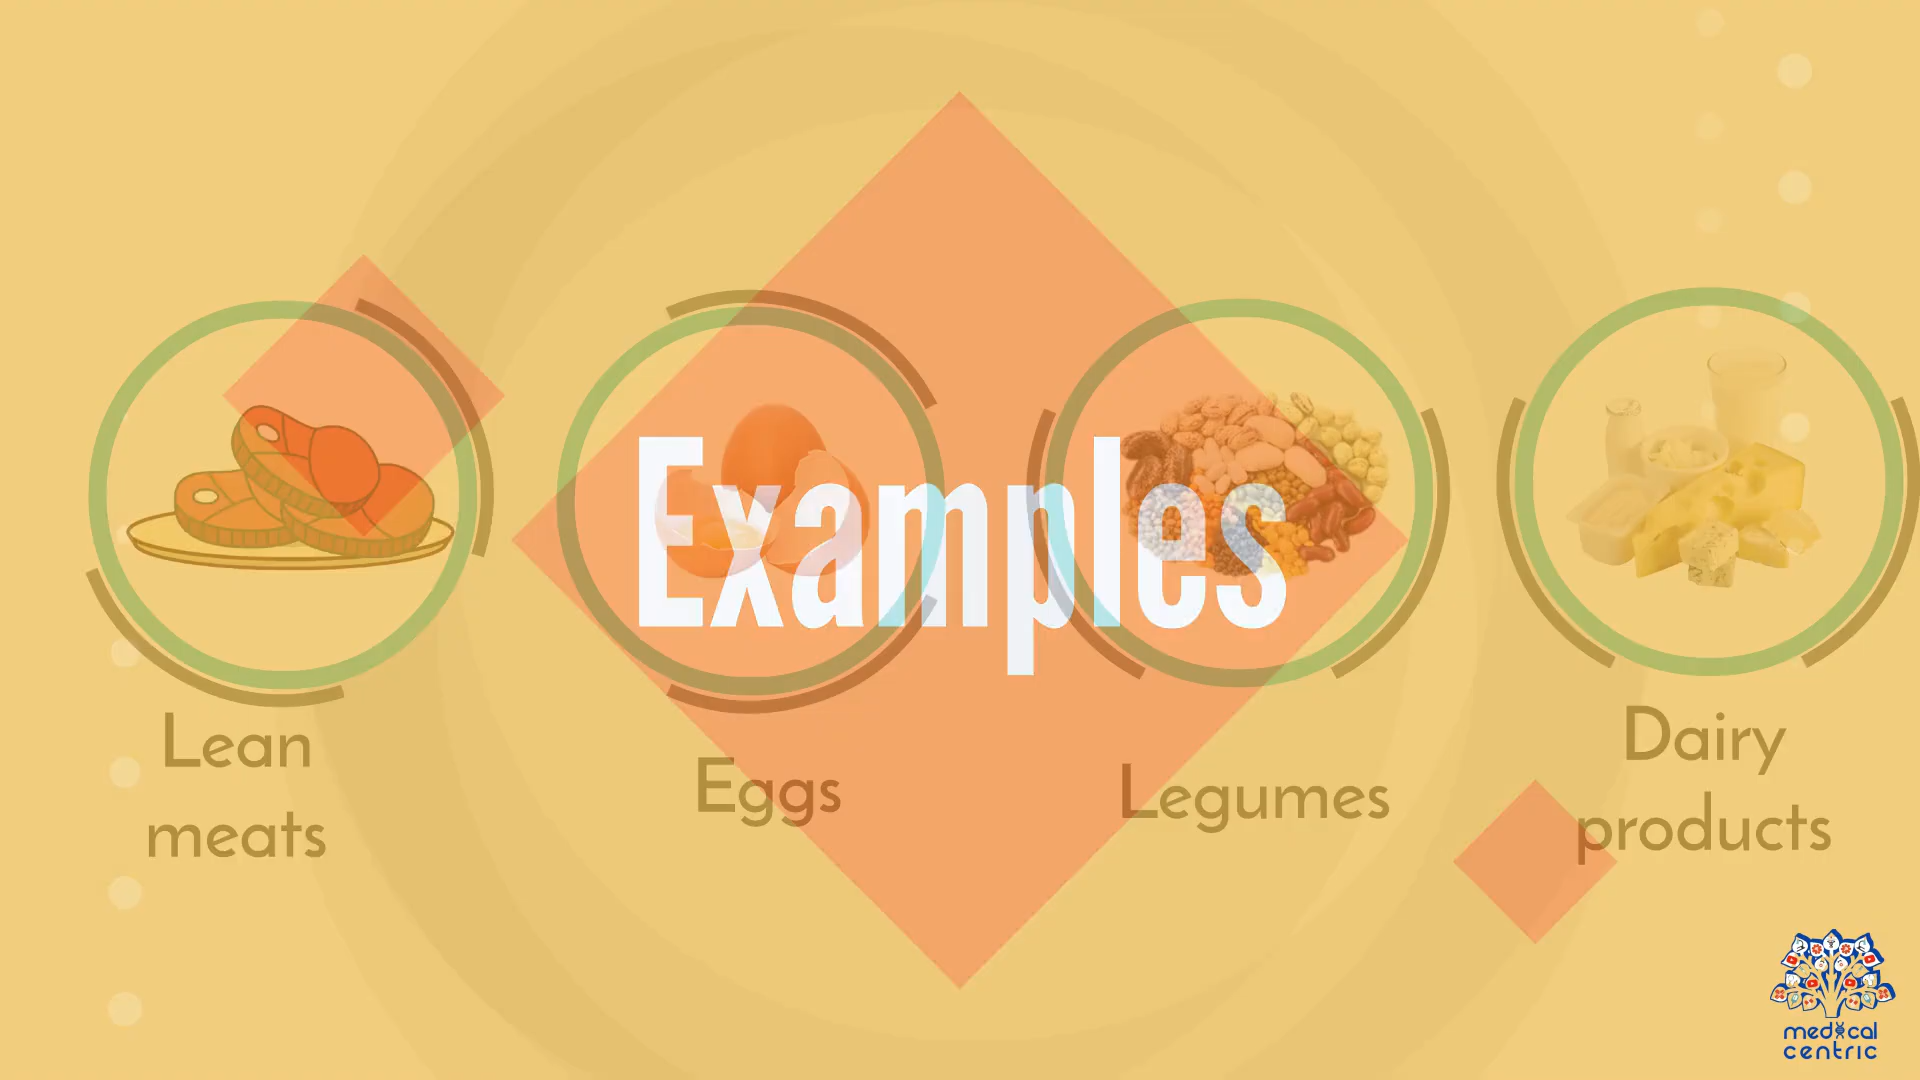 Examples
Lean
meats
Eggs
Legumes
Dairy
products
medical
centric